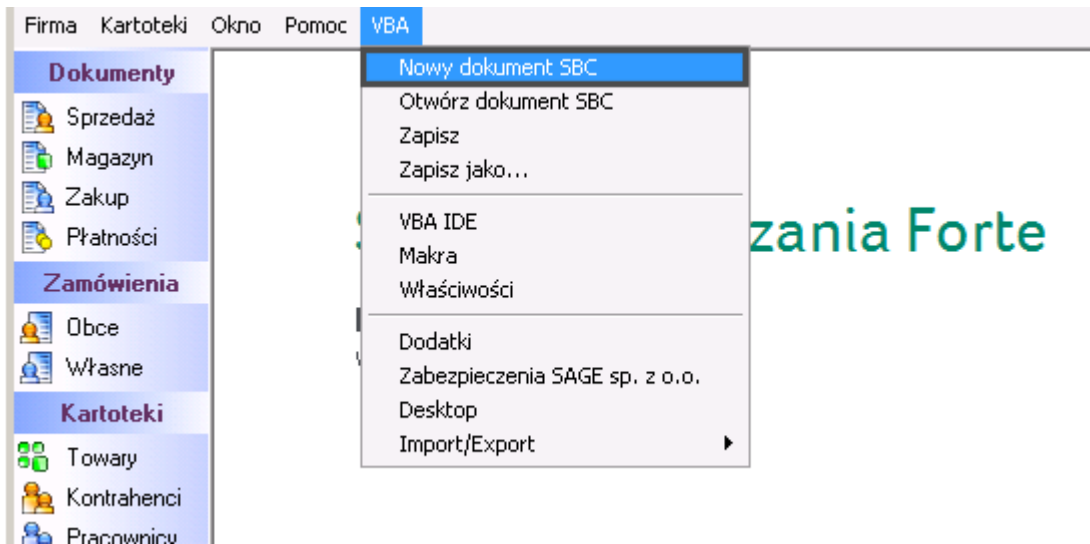 Firma Kartoteki Okno Pomoc VBA
Dokumenty
Sprzedaż
Magazyn
Zakup
Płatności
Zamówienia
Obce
Własne
Kartoteki
Towary
Kontrahenci
Pracownicy
Nowy dokument SBC
Otwórz dokument SBC
Zapisz
Zapisz jako...
VBA IDE
Makra
Właściwości
Dodatki
Zabezpieczenia SAGE sp. z o.o.
Desktop
Import/Export
zania Forte